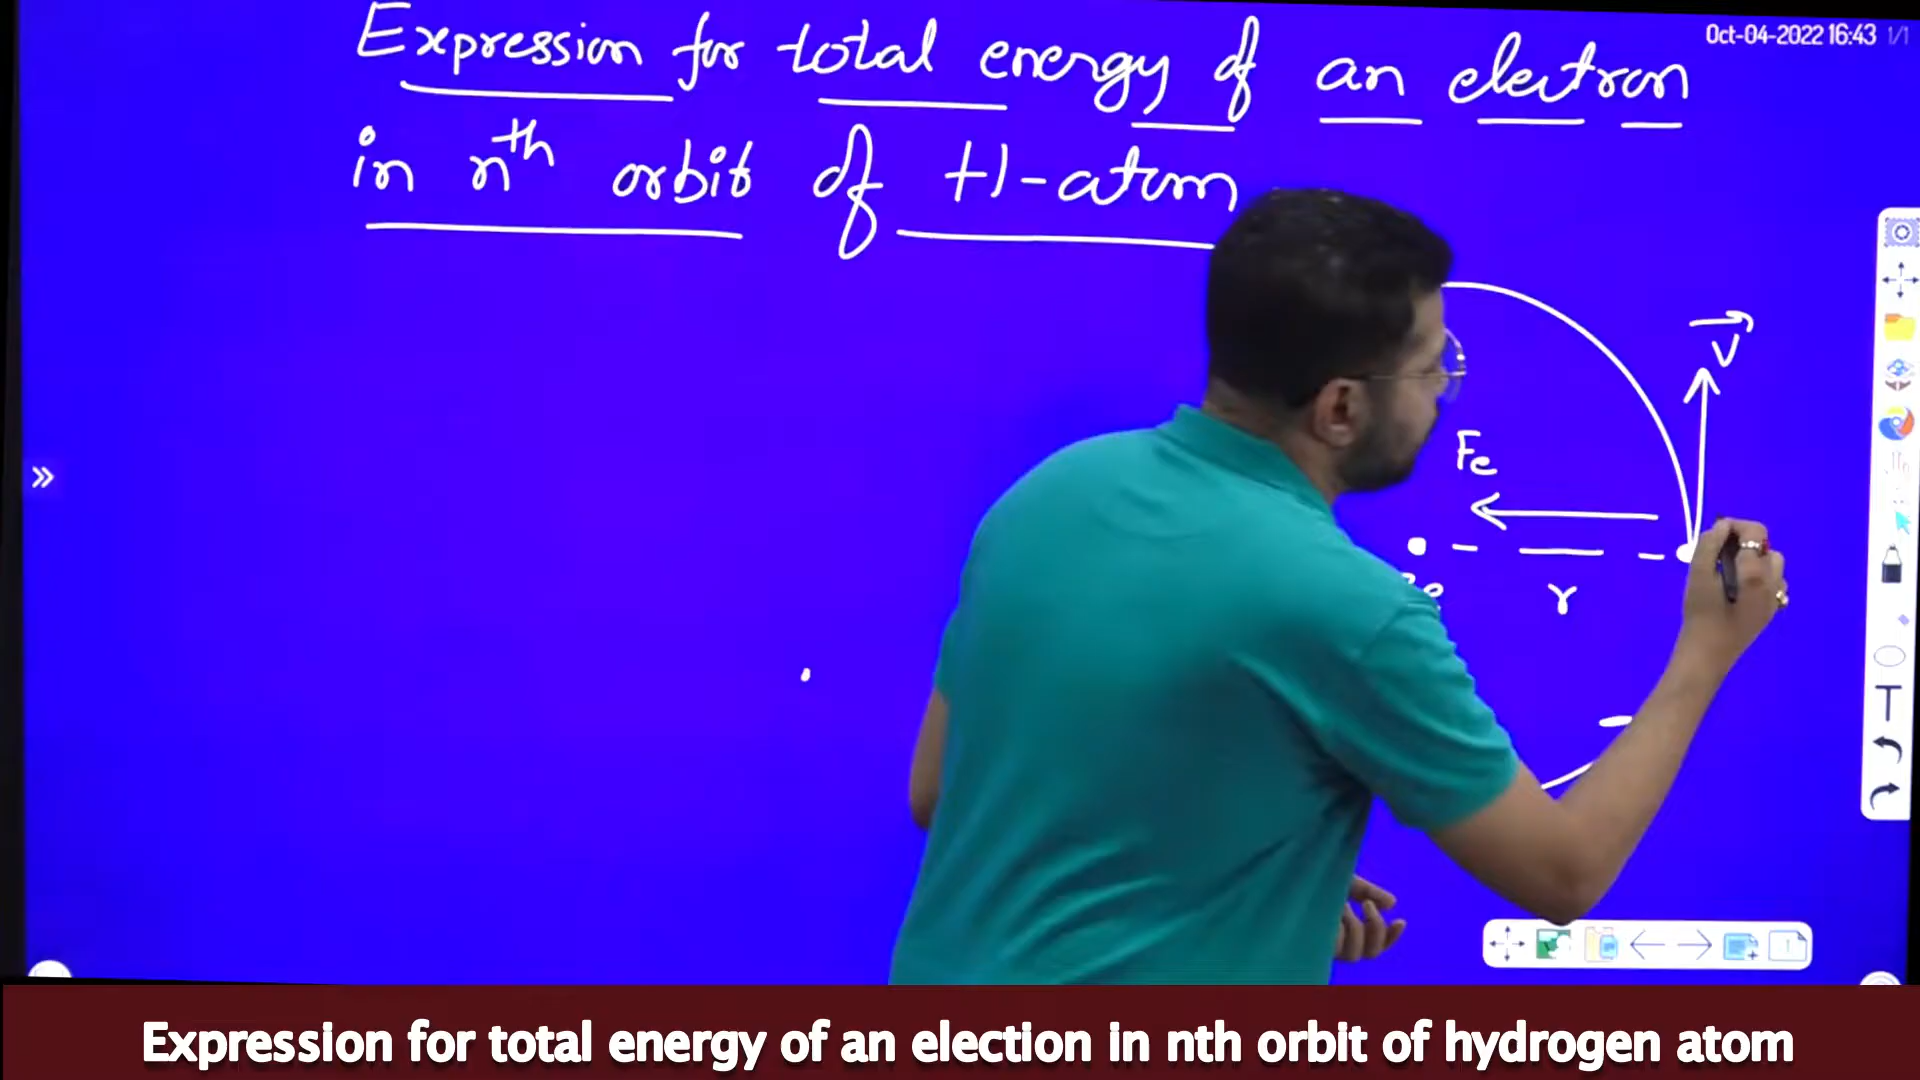 Oct-04-2022 16:43 1/1
Expression for total energy of an electron
in nth orbit of H-atom
V
Fe
r
T
Expression for total energy of an election in nth orbit of hydrogen atom